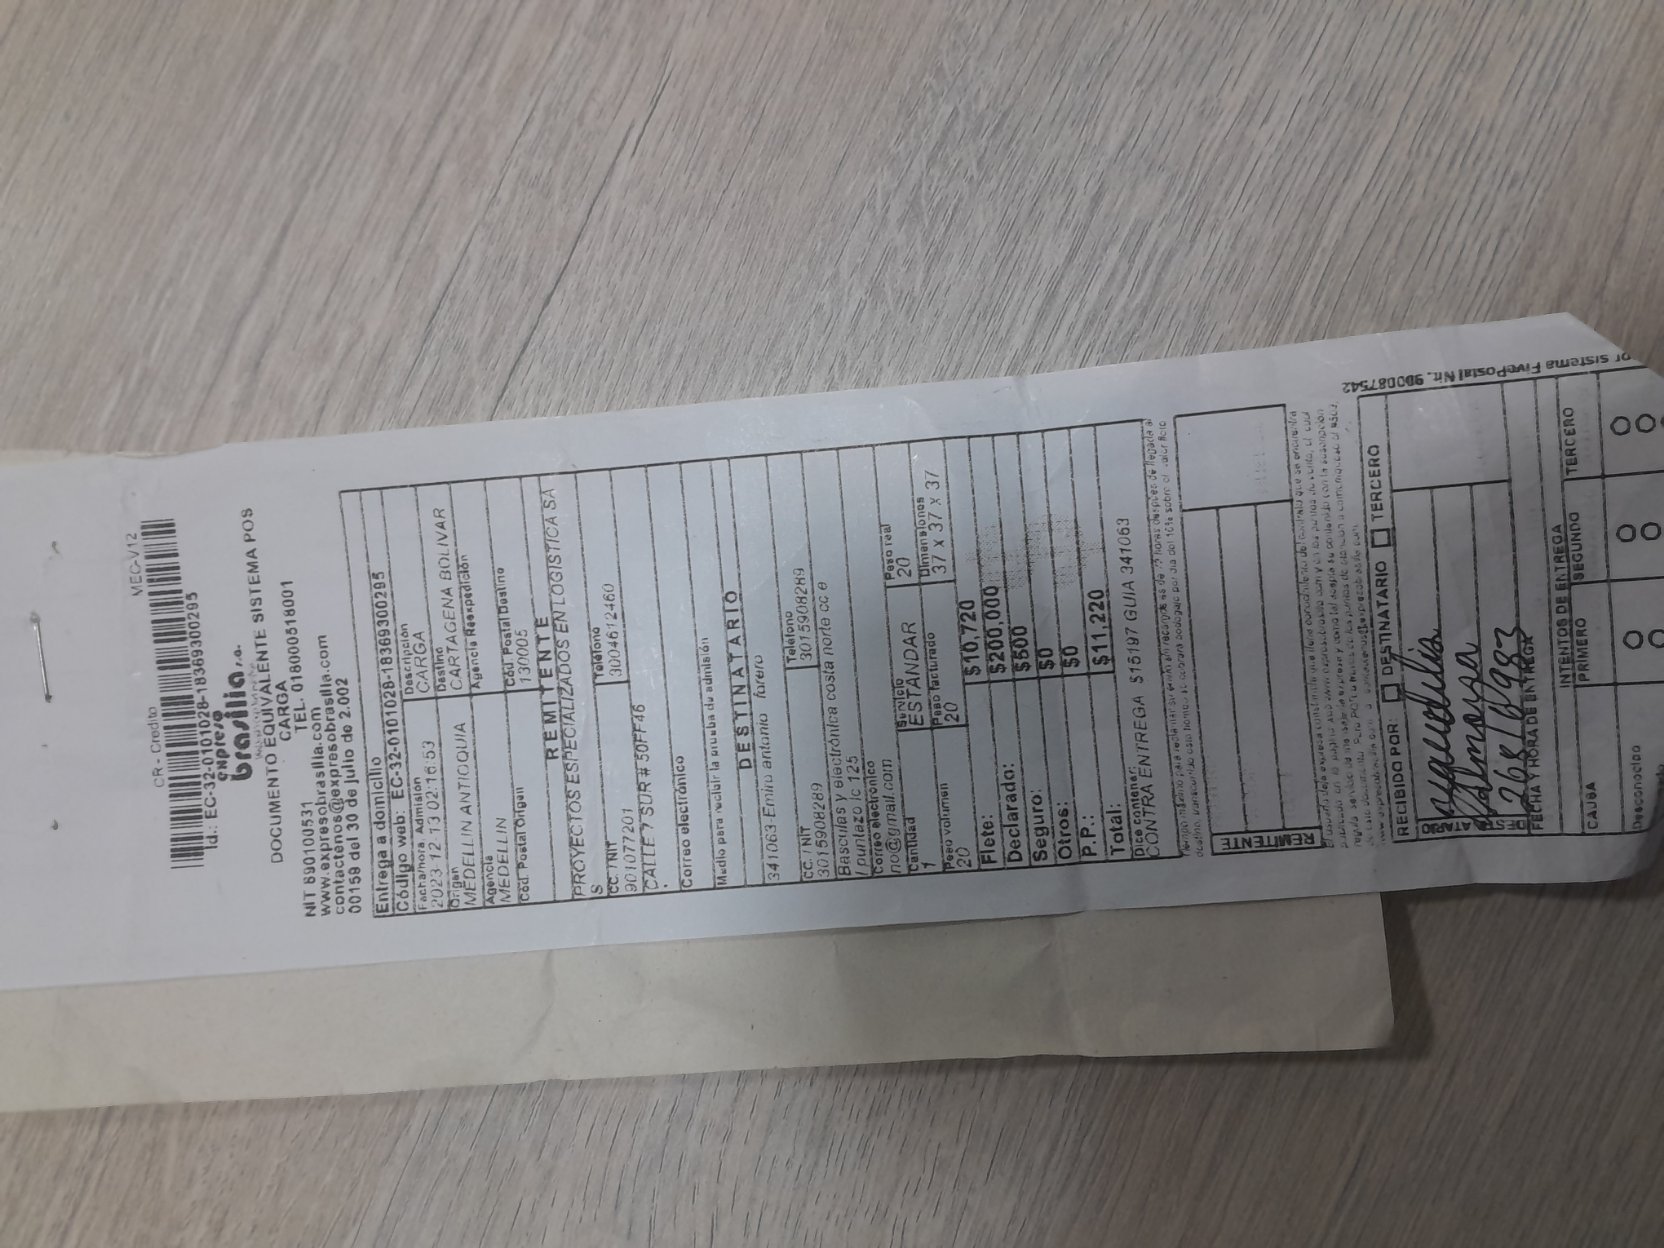 CR - Credito
MEC-V12
Id.: EC-32-0101028-18369300295
expreso
brasilia s.a.
DOCUMENTO EQUIVALENTE SISTEMA POS
CARGA
NIT 890100531
TEL. 018000518001
www.expresobrasilia.com
contactenos@expresobrasilia.com
00159 del 30 de julio de 2.002
Entrega a domicilio
Código web: EC-32-0101028-18369300295
Fecha/hora Admisión Descripción
2023-12-13 02:16:53 CARGA
Origen Destino
MEDELLIN ANTIOQUIA CARTAGENA BOLIVAR
Agencia Agencia Reexpedición
MEDELLIN
Cód Postal Origen Cód Postal Destino
130005
REMITENTE
PROYECTOS ESPECIALIZADOS EN LOGISTICA SA
S
CC. / NIT Teléfono
901077201 3004612460
CALLE 7 SUR # 50FF46
Correo electrónico
Medio para recibir la prueba de admisión
DESTINATARIO
341063-Emiro antonio forero
CC. / NIT Teléfono
3015908289 3015908289
Basculas y electrónica costa norte cc e
l puntazo lc 125
Correo electrónico
no@gmail.com
Cantidad Servicio Peso real
1 ESTANDAR 20
Peso volumen Peso facturado Dimensiones
20 20 37 X 37 X 37
Flete: $10,720
Declarado: $200,000
Seguro: $500
Otros: $0
P.P.: $0
Total: $11,220
Dice contener:
CONTRA ENTREGA $15197 GUIA 341063
REMITENTE
RECIBIDO POR: DESTINATARIO TERCERO
FECHA Y HORA DE ENTREGA
INTENTOS DE ENTREGA
CAUSA PRIMERO SEGUNDO TERCERO
Desconocido
or sistema FivePostal Nit. 900087542